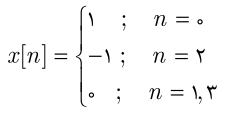 x[n] = { ۱ ; n = ۰
−۱ ; n = ۲
۰ ; n = ۱,۳